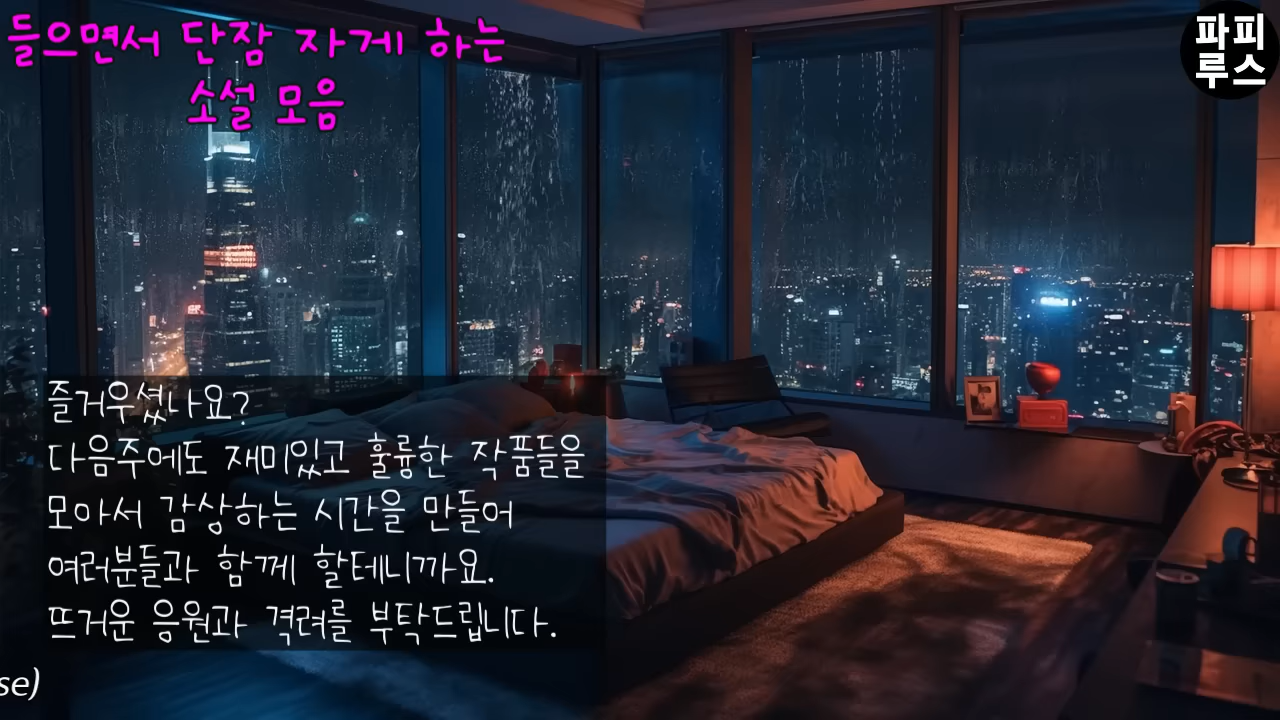 들으면서 단잠 자게 하는
소설 모음
파피
루스
즐거우셨나요?
다음주에도 재미있고 훌륭한 작품들을
모아서 감상하는 시간을 만들어
여러분들과 함께 할테니까요.
뜨거운 응원과 격려를 부탁드립니다.
se)